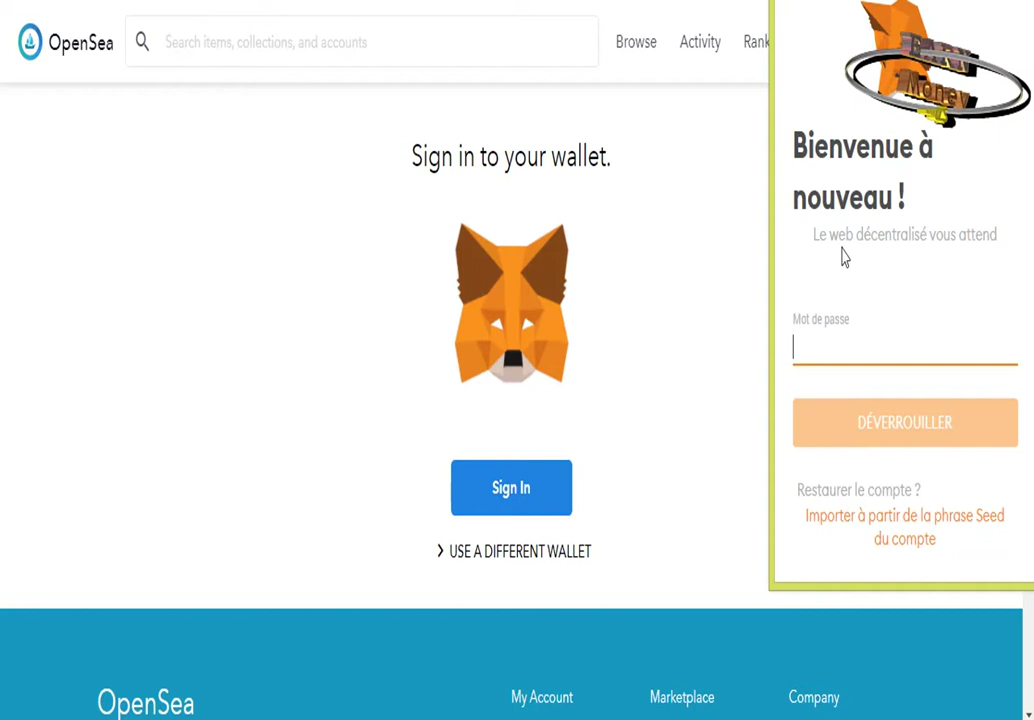 OpenSea
Search items, collections, and accounts
Browse
Activity
Rank
Money
Bienvenue à
nouveau !
Le web décentralisé vous attend
Mot de passe
DÉVERROUILLER
Restaurer le compte ?
Importer à partir de la phrase Seed
du compte
Sign in to your wallet.
Sign In
USE A DIFFERENT WALLET
OpenSea
My Account
Marketplace
Company